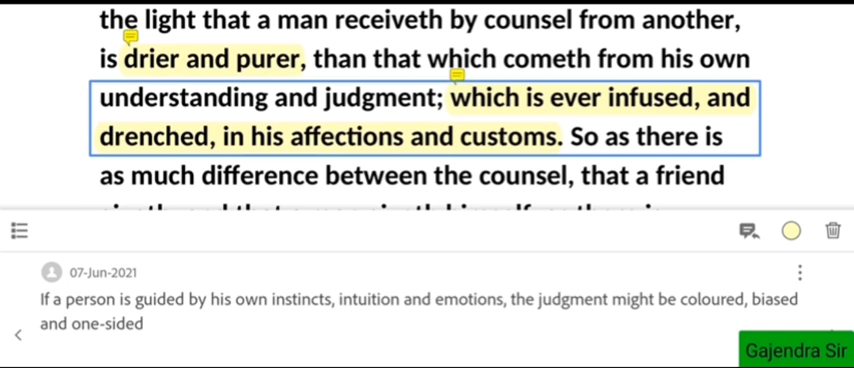 the light that a man receiveth by counsel from another,
is drier and purer, than that which cometh from his own
understanding and judgment; which is ever infused, and
drenched, in his affections and customs. So as there is
as much difference between the counsel, that a friend
07-Jun-2021
If a person is guided by his own instincts, intuition and emotions, the judgment might be coloured, biased
and one-sided
Gajendra Sir